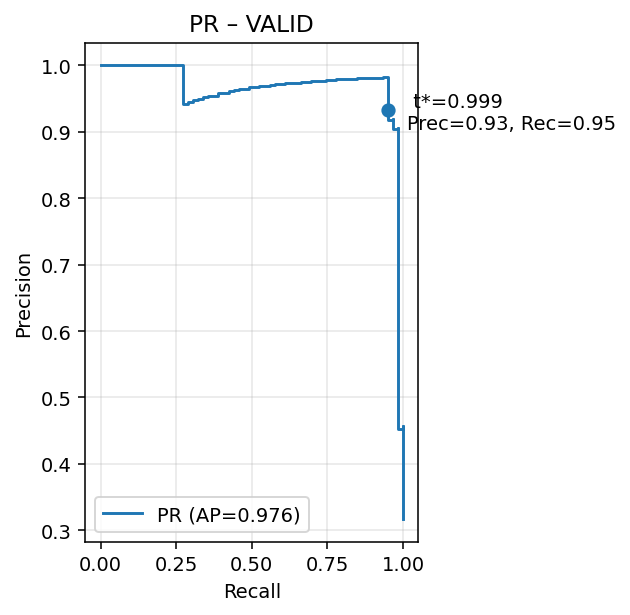 PR – VALID
1.0
0.9
0.8
0.7
0.6
0.5
0.4
0.3
Precision
t*=0.999
Prec=0.93, Rec=0.95
PR (AP=0.976)
0.00 0.25 0.50 0.75 1.00
Recall